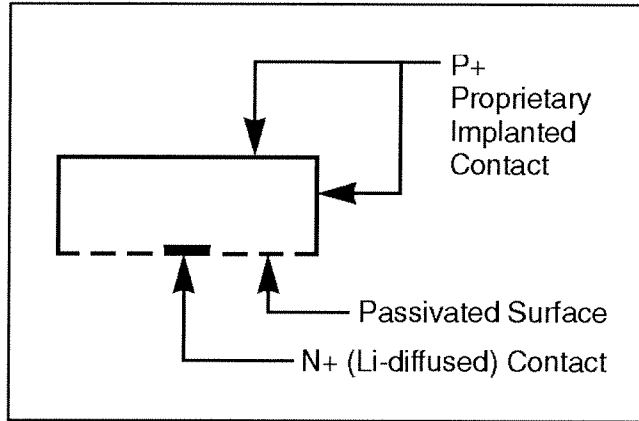 P+
Proprietary
Implanted
Contact
Passivated Surface
N+ (Li-diffused) Contact